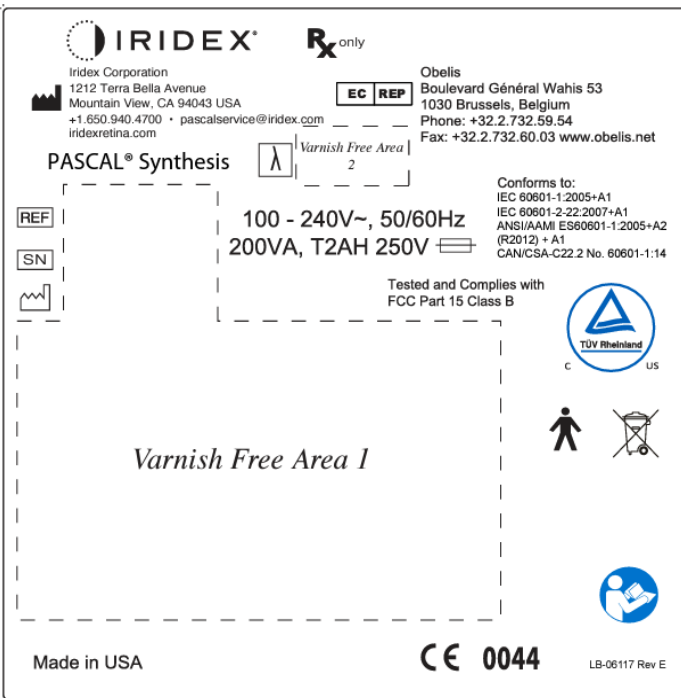 IRIDEX®
Rx only
Iridex Corporation
1212 Terra Bella Avenue
Mountain View, CA 94043 USA
+1.650.940.4700 • pascalservice@iridex.com
iridexretina.com
EC REP
Obelis
Boulevard Général Wahis 53
1030 Brussels, Belgium
Phone: +32.2.732.59.54
Fax: +32.2.732.60.03 www.obelis.net
PASCAL® Synthesis
λ
Varnish Free Area
2
REF
SN
100 - 240V~, 50/60Hz
200VA, T2AH 250V
Conforms to:
IEC 60601-1:2005+A1
IEC 60601-2-22:2007+A1
ANSI/AAMI ES60601-1:2005+A2
(R2012) + A1
CAN/CSA-C22.2 No. 60601-1:14
Tested and Complies with
FCC Part 15 Class B
TÜV Rheinland
C US
Varnish Free Area 1
Made in USA
CE 0044
LB-06117 Rev E